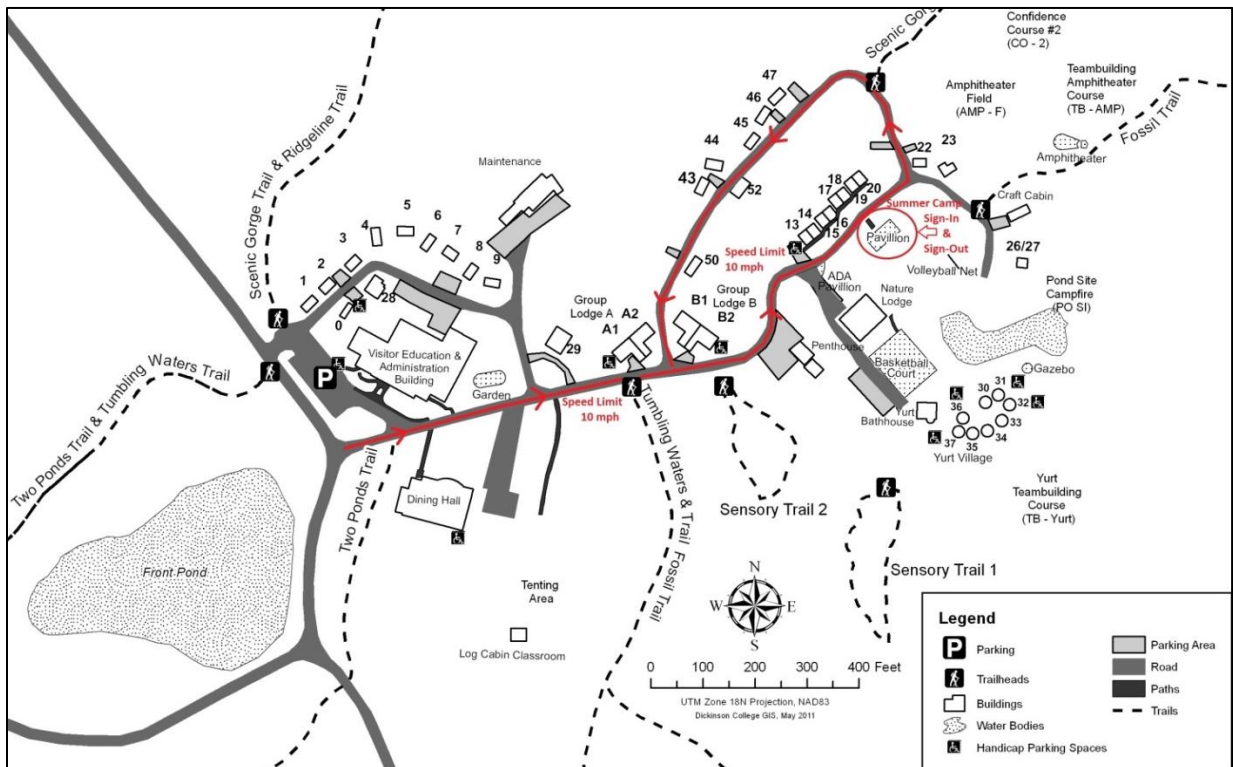 Scenic Gorge
Confidence
Course #2
(CO - 2)
Teambuilding
Amphitheater
Course
(TB - AMP)
Amphitheater
Field
(AMP - F)
Fossil Trail
Amphitheater
Scenic Gorge Trail & Ridgeline Trail
Maintenance
47
46
45
44
43
52
50
22
23
18
17
14
13
20
19
16
15
Craft Cabin
26/27
Summer Camp
Sign-In
&
Sign-Out
Pavillion
Volleyball Net
Speed Limit
10 mph
ADA
Pavillion
Nature
Lodge
Pond Site
Campfire
(PO SI)
Gazebo
5
4
6
3
7
2
8
1
9
0
28
Visitor Education &
Administration
Building
P
Garden
29
Group
Lodge A
A2
A1
Group
Lodge B
B1
B2
Penthouse
Basketball
Court
Yurt
Bathhouse
30
31
32
33
34
35
36
37
Yurt Village
Yurt
Teambuilding
Course
(TB - Yurt)
Speed Limit
10 mph
Two Ponds Trail & Tumbling Waters Trail
Two Ponds Trail
Dining Hall
Front Pond
Tenting
Area
Log Cabin Classroom
Tumbling Waters & Trail Fossil Trail
Sensory Trail 2
Sensory Trail 1
N
W E
S
0 100 200 300 400 Feet
UTM Zone 18N Projection, NAD83
Dickinson College GIS, May 2011
Legend
P Parking
Trailheads
Buildings
Water Bodies
Handicap Parking Spaces
Parking Area
Road
Paths
Trails